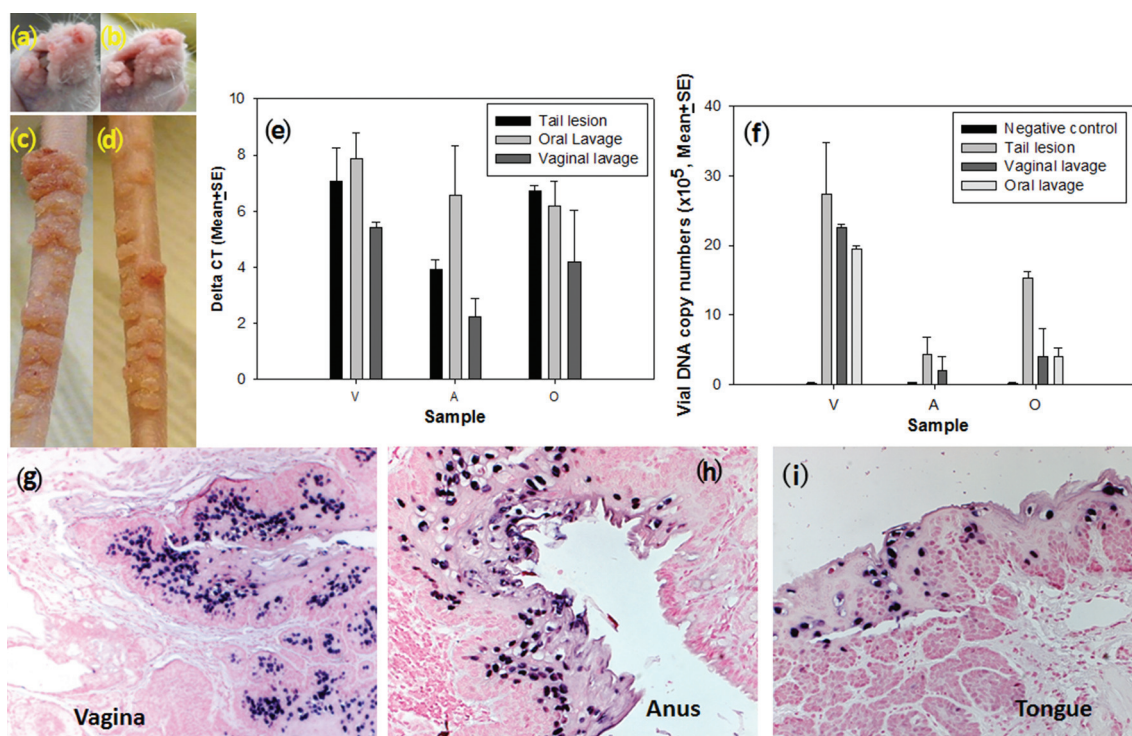 (a)
(b)
(c)
(d)
(e)
Delta CT (Mean+SE)
10
8
6
4
2
0
Tail lesion
Oral Lavage
Vaginal lavage
V A O
Sample
(f)
Vial DNA copy numbers (x10⁵, Mean±SE)
40
30
20
10
0
Negative control
Tail lesion
Vaginal lavage
Oral lavage
V A O
Sample
(g)
Vagina
(h)
Anus
(i)
Tongue